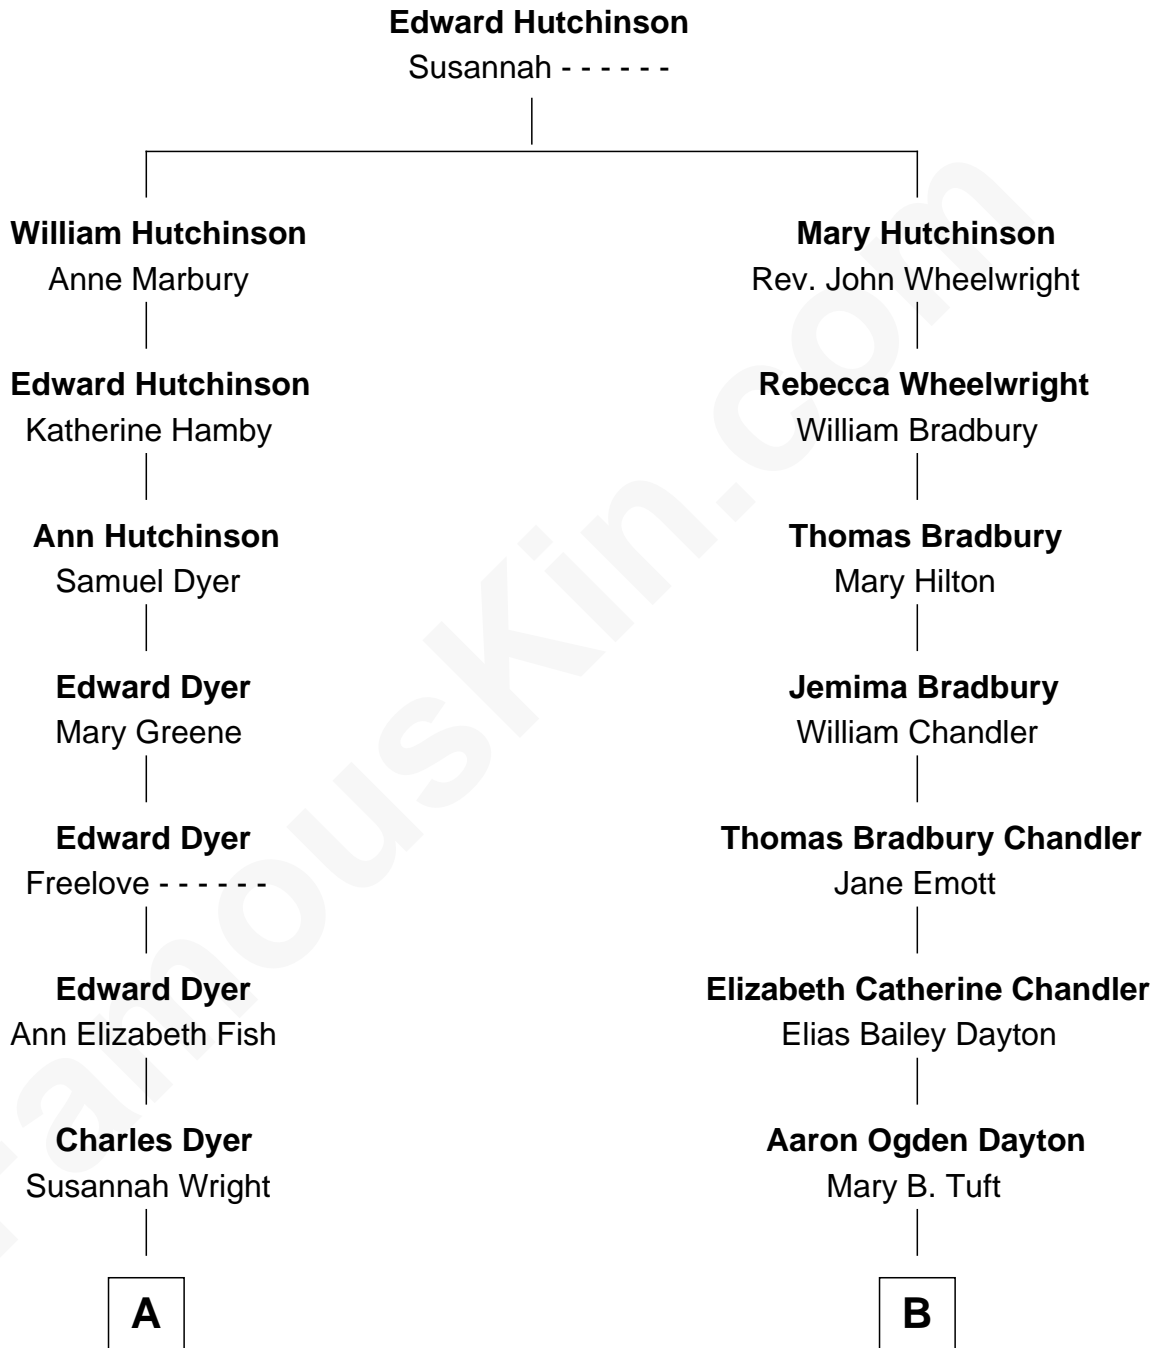 Edward Hutchinson
Susannah - - - - - -
William Hutchinson
Anne Marbury
Mary Hutchinson
Rev. John Wheelwright
Edward Hutchinson
Katherine Hamby
Rebecca Wheelwright
William Bradbury
Ann Hutchinson
Samuel Dyer
Thomas Bradbury
Mary Hilton
Edward Dyer
Mary Greene
Jemima Bradbury
William Chandler
Edward Dyer
Freelove - - - - - -
Thomas Bradbury Chandler
Jane Emott
Edward Dyer
Ann Elizabeth Fish
Elizabeth Catherine Chandler
Elias Bailey Dayton
Charles Dyer
Susannah Wright
Aaron Ogden Dayton
Mary B. Tuft
A
B
FamousKin.com